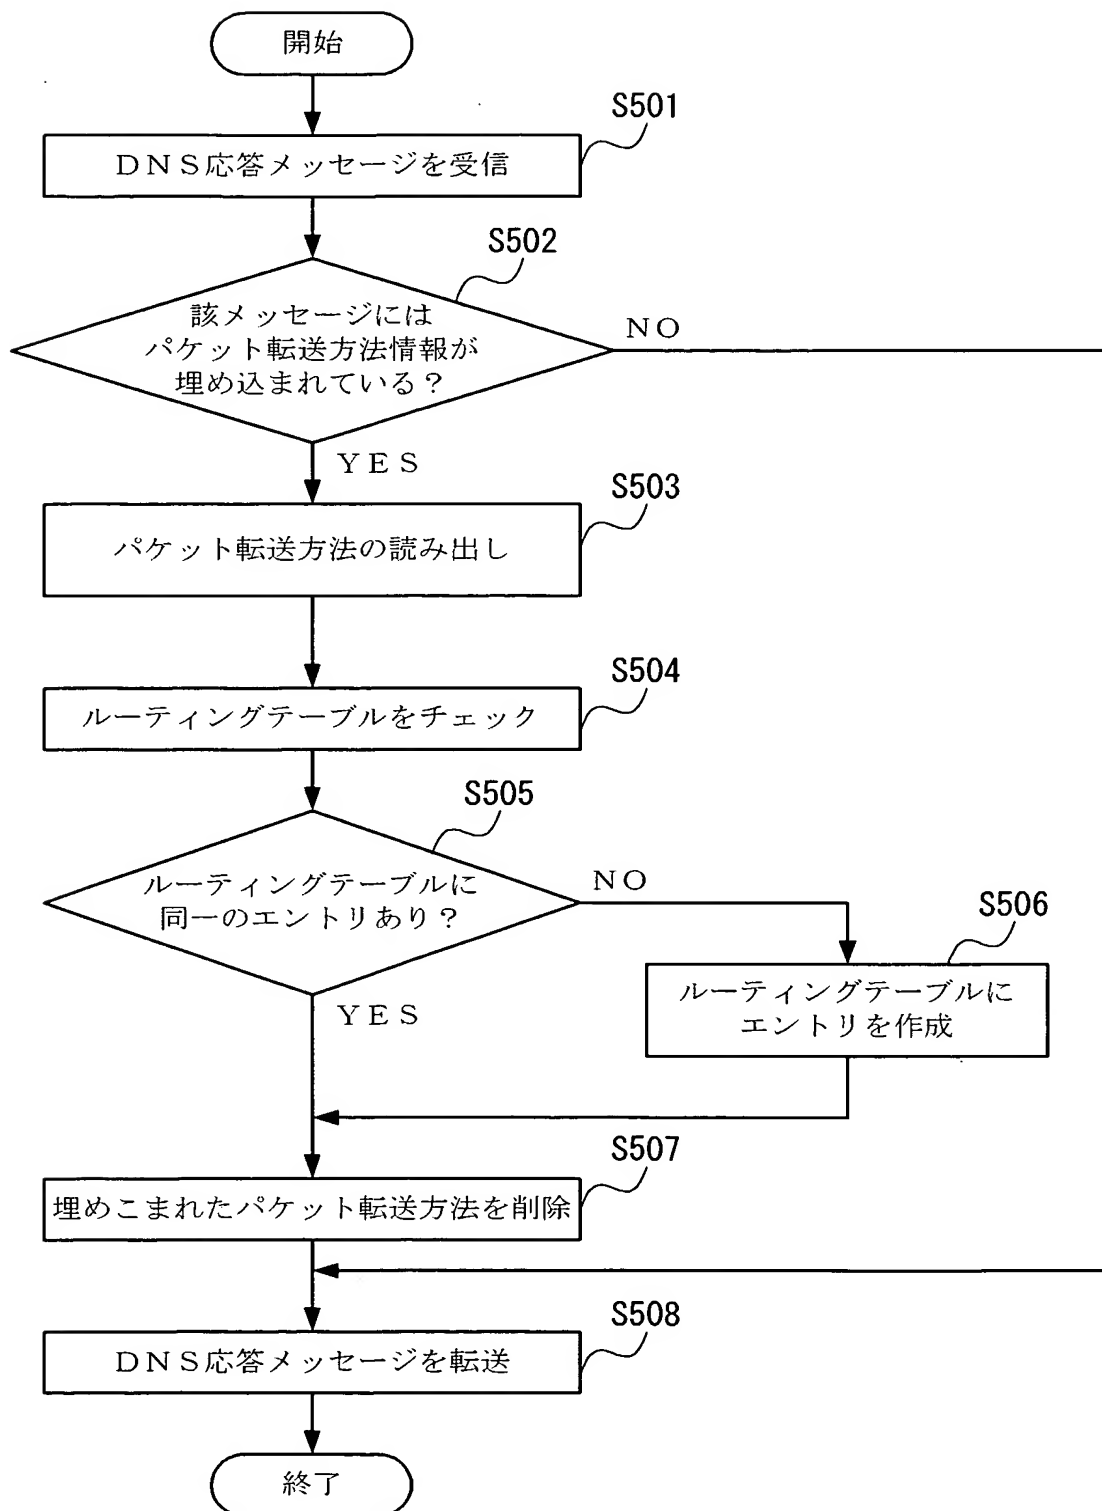 開始
S501
DNS応答メッセージを受信
S502
該メッセージには
パケット転送方法情報が
埋め込まれている?
NO
YES
S503
パケット転送方法の読み出し
S504
ルーティングテーブルをチェック
S505
ルーティングテーブルに
同一のエントリあり?
NO
S506
ルーティングテーブルに
エントリを作成
YES
S507
埋めこまれたパケット転送方法を削除
S508
DNS応答メッセージを転送
終了